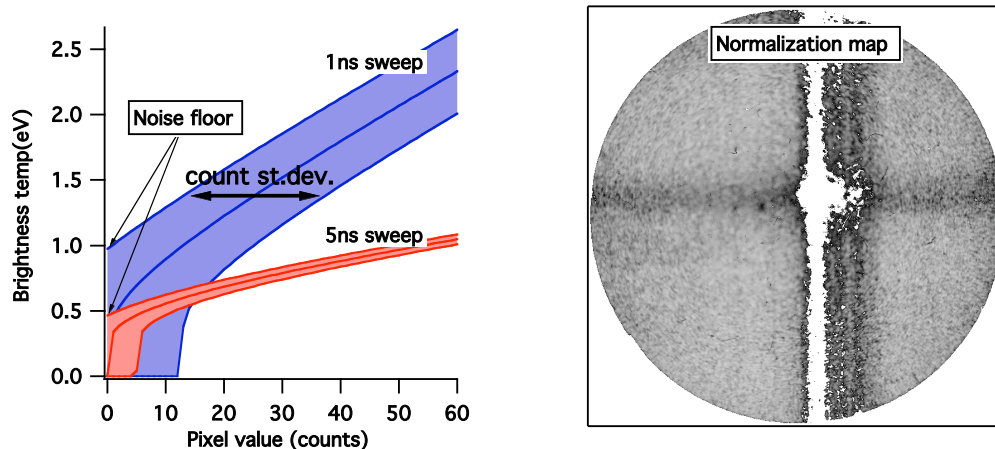 2.5
2.0
1.5
1.0
0.5
0.0
Brightness temp(eV)
1ns sweep
Noise floor
count st.dev.
5ns sweep
0 10 20 30 40 50 60
Pixel value (counts)
Normalization map